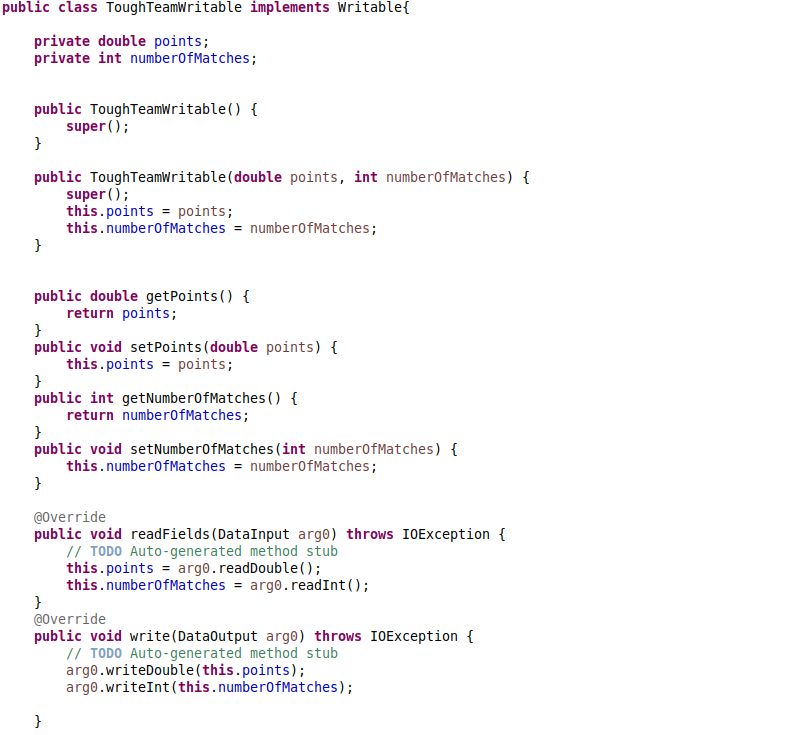 public class ToughTeamWritable implements Writable{
private double points;
private int numberOfMatches;
public ToughTeamWritable() {
super();
}
public ToughTeamWritable(double points, int numberOfMatches) {
super();
this.points = points;
this.numberOfMatches = numberOfMatches;
}
public double getPoints() {
return points;
}
public void setPoints(double points) {
this.points = points;
}
public int getNumberOfMatches() {
return numberOfMatches;
}
public void setNumberOfMatches(int numberOfMatches) {
this.numberOfMatches = numberOfMatches;
}
@Override
public void readFields(DataInput arg0) throws IOException {
// TODO Auto-generated method stub
this.points = arg0.readDouble();
this.numberOfMatches = arg0.readInt();
}
@Override
public void write(DataOutput arg0) throws IOException {
// TODO Auto-generated method stub
arg0.writeDouble(this.points);
arg0.writeInt(this.numberOfMatches);
}